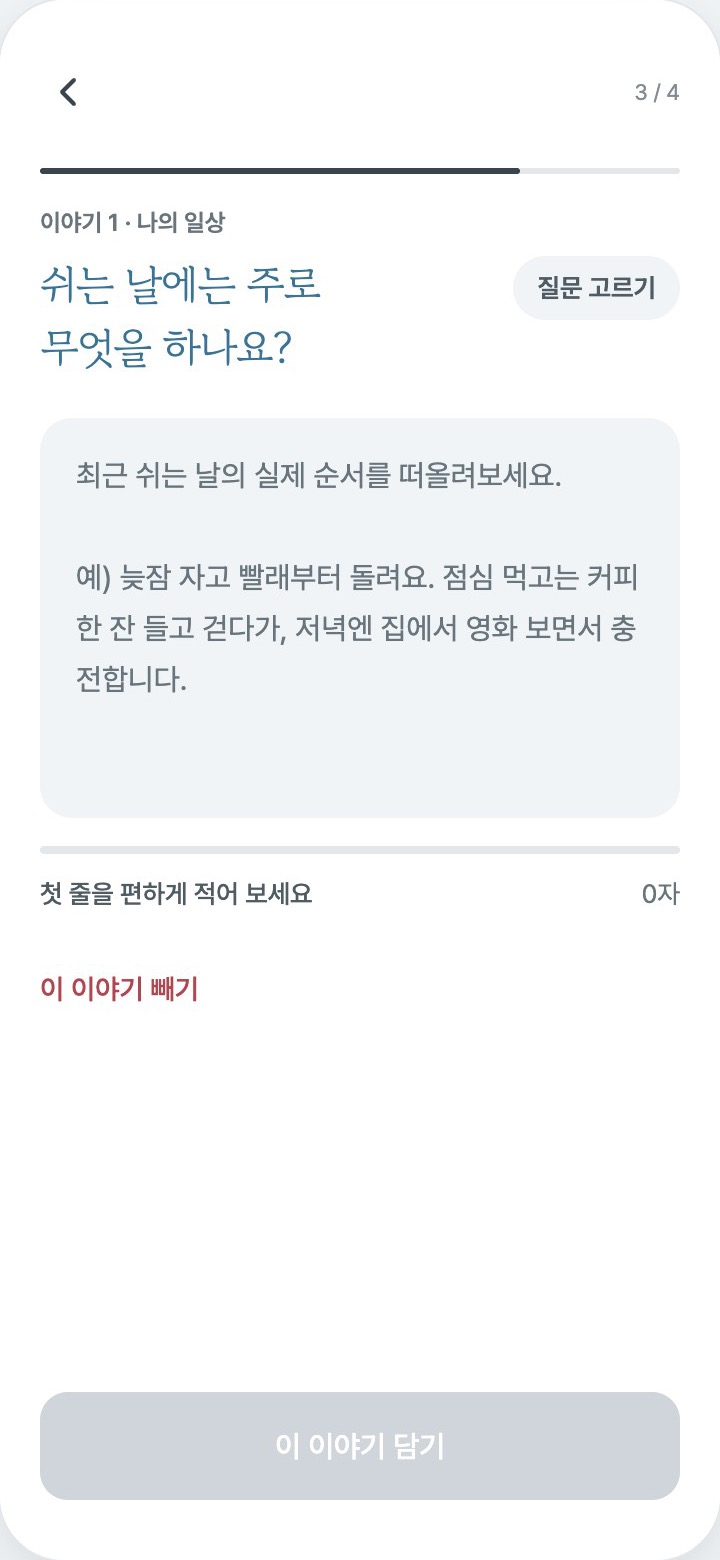 3 / 4
이야기 1 · 나의 일상
쉬는 날에는 주로
무엇을 하나요?
질문 고르기
최근 쉬는 날의 실제 순서를 떠올려보세요.
예) 늦잠 자고 빨래부터 돌려요. 점심 먹고는 커피
한 잔 들고 걷다가, 저녁엔 집에서 영화 보면서 충
전합니다.
첫 줄을 편하게 적어 보세요
0자
이 이야기 빼기
이 이야기 담기